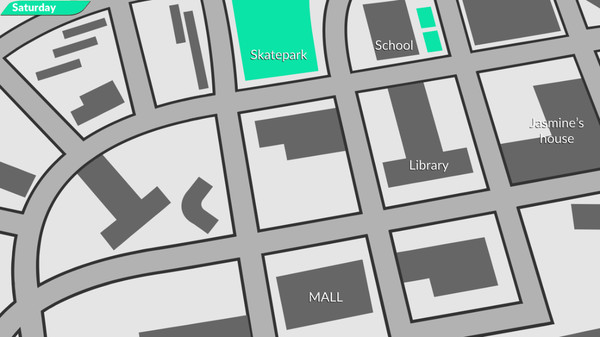 Saturday
Skatepark
School
Jasmine's
house
Library
MALL